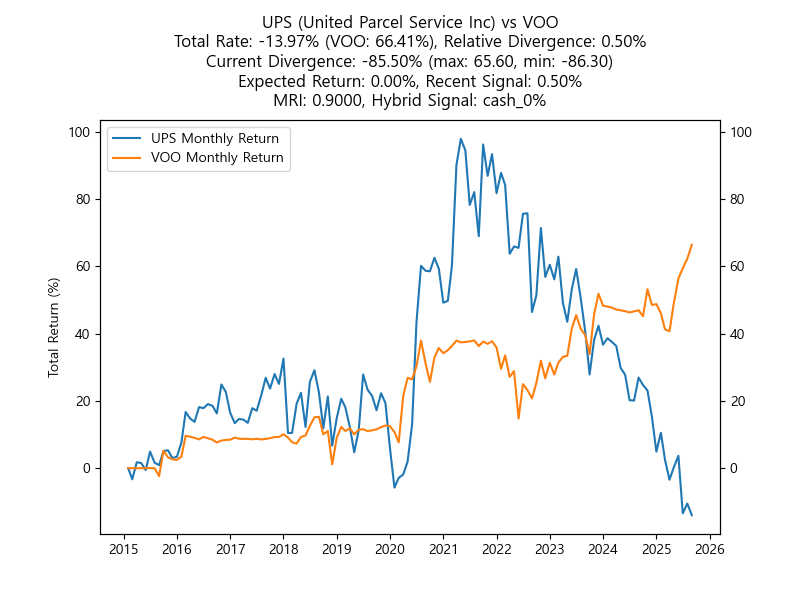 UPS (United Parcel Service Inc) vs VOO
Total Rate: -13.97% (VOO: 66.41%), Relative Divergence: 0.50%
Current Divergence: -85.50% (max: 65.60, min: -86.30)
Expected Return: 0.00%, Recent Signal: 0.50%
MRI: 0.9000, Hybrid Signal: cash_0%
UPS Monthly Return
VOO Monthly Return
Total Return (%)
100
80
60
40
20
0
100
80
60
40
20
0
2015 2016 2017 2018 2019 2020 2021 2022 2023 2024 2025 2026